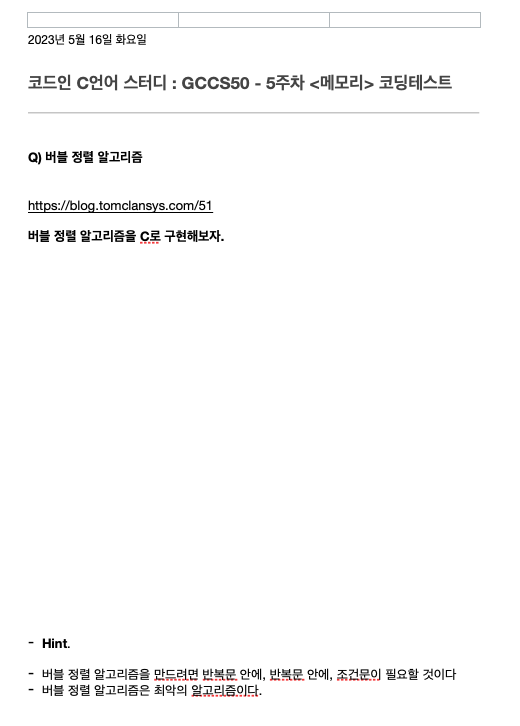 2023년 5월 16일 화요일
코드인 C언어 스터디 : GCCS50 - 5주차 <메모리> 코딩테스트
Q) 버블 정렬 알고리즘
https://blog.tomclansys.com/51
버블 정렬 알고리즘을 C로 구현해보자.
- Hint.
- 버블 정렬 알고리즘을 만드려면 반복문 안에, 반복문 안에, 조건문이 필요할 것이다
- 버블 정렬 알고리즘은 최악의 알고리즘이다.